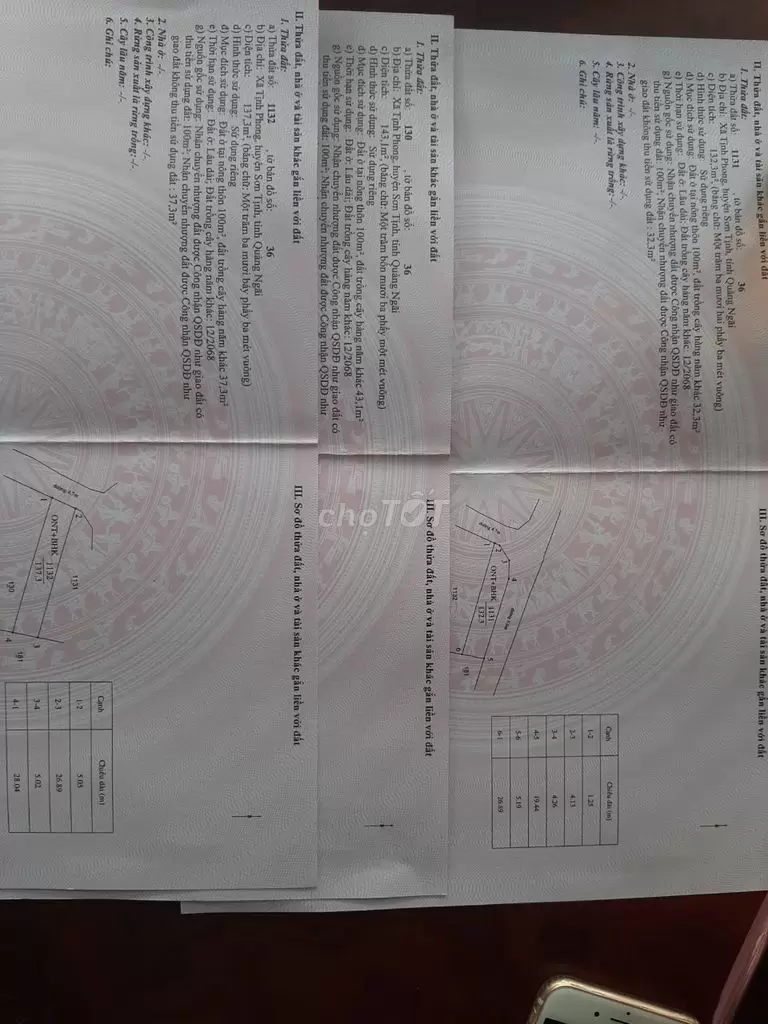 II. Thửa đất, nhà ở và tài sản khác gắn liền với đất
1. Thửa đất:
a) Thửa đất số: 1131 , tờ bản đồ số: 36
b) Địa chỉ: Xã Tịnh Phong, huyện Sơn Tịnh, tỉnh Quảng Ngãi
c) Diện tích: 132,3m², (bằng chữ: Một trăm ba mươi hai phẩy ba mét vuông)
d) Hình thức sử dụng: Sử dụng riêng
đ) Mục đích sử dụng: Đất ở tại nông thôn 100m², đất trồng cây hàng năm khác 32,3m²
e) Thời hạn sử dụng: Đất ở: Lâu dài; Đất trồng cây hàng năm khác: 12/2068
g) Nguồn gốc sử dụng: Nhận chuyển nhượng đất được Công nhận QSDĐ như giao đất có
thu tiền sử dụng đất 100m²; Nhận chuyển nhượng đất được Công nhận QSDĐ như
giao đất không thu tiền sử dụng đất : 32,3m²
2. Nhà ở: -/-.
3. Công trình xây dựng khác: -/-.
4. Rừng sản xuất là rừng trồng: -/-.
5. Cây lâu năm: -/-.
6. Ghi chú:
III. Sơ đồ thửa đất, nhà ở và tài sản khác gắn liền với đất
ONT+BHK 1131
132.3
1
2
3
4
5
6
1132
181
Cạnh Chiều dài (m)
1-2 1.25
2-3 4.13
3-4 4.26
4-5 19.44
5-6 5.19
6-1 26.89
II. Thửa đất, nhà ở và tài sản khác gắn liền với đất
1. Thửa đất:
a) Thửa đất số: 130 , tờ bản đồ số: 36
b) Địa chỉ: Xã Tịnh Phong, huyện Sơn Tịnh, tỉnh Quảng Ngãi
c) Diện tích: 143,1m², (bằng chữ: Một trăm bốn mươi ba phẩy một mét vuông)
d) Hình thức sử dụng: Sử dụng riêng
đ) Mục đích sử dụng: Đất ở tại nông thôn 100m², đất trồng cây hàng năm khác 43,1m²
e) Thời hạn sử dụng: Đất ở: Lâu dài; Đất trồng cây hàng năm khác: 12/2068
g) Nguồn gốc sử dụng: Nhận chuyển nhượng đất được Công nhận QSDĐ như giao đất có
thu tiền sử dụng đất: 100m²; Nhận chuyển nhượng đất được Công nhận QSDĐ như
III. Sơ đồ thửa đất, nhà ở và tài sản khác gắn liền với đất
II. Thửa đất, nhà ở và tài sản khác gắn liền với đất
1. Thửa đất:
a) Thửa đất số: 1132 , tờ bản đồ số: 36
b) Địa chỉ: Xã Tịnh Phong, huyện Sơn Tịnh, tỉnh Quảng Ngãi
c) Diện tích: 137,3m², (bằng chữ: Một trăm ba mươi bảy phẩy ba mét vuông)
d) Hình thức sử dụng: Sử dụng riêng
đ) Mục đích sử dụng: Đất ở tại nông thôn 100m², đất trồng cây hàng năm khác 37,3m²
e) Thời hạn sử dụng: Đất ở: Lâu dài; Đất trồng cây hàng năm khác: 12/2068
g) Nguồn gốc sử dụng: Nhận chuyển nhượng đất được Công nhận QSDĐ như giao đất có
thu tiền sử dụng đất: 100m²; Nhận chuyển nhượng đất được Công nhận QSDĐ như
giao đất không thu tiền sử dụng đất : 37,3m²
2. Nhà ở: -/-.
3. Công trình xây dựng khác: -/-.
4. Rừng sản xuất là rừng trồng: -/-.
5. Cây lâu năm: -/-.
6. Ghi chú:
III. Sơ đồ thửa đất, nhà ở và tài sản khác gắn liền với đất
ONT+BHK 1132
137.3
1
2
3
4
1131
130
181
Cạnh Chiều dài (m)
1-2 5.05
2-3 26.89
3-4 5.02
4-1 28.04
chợTỐT